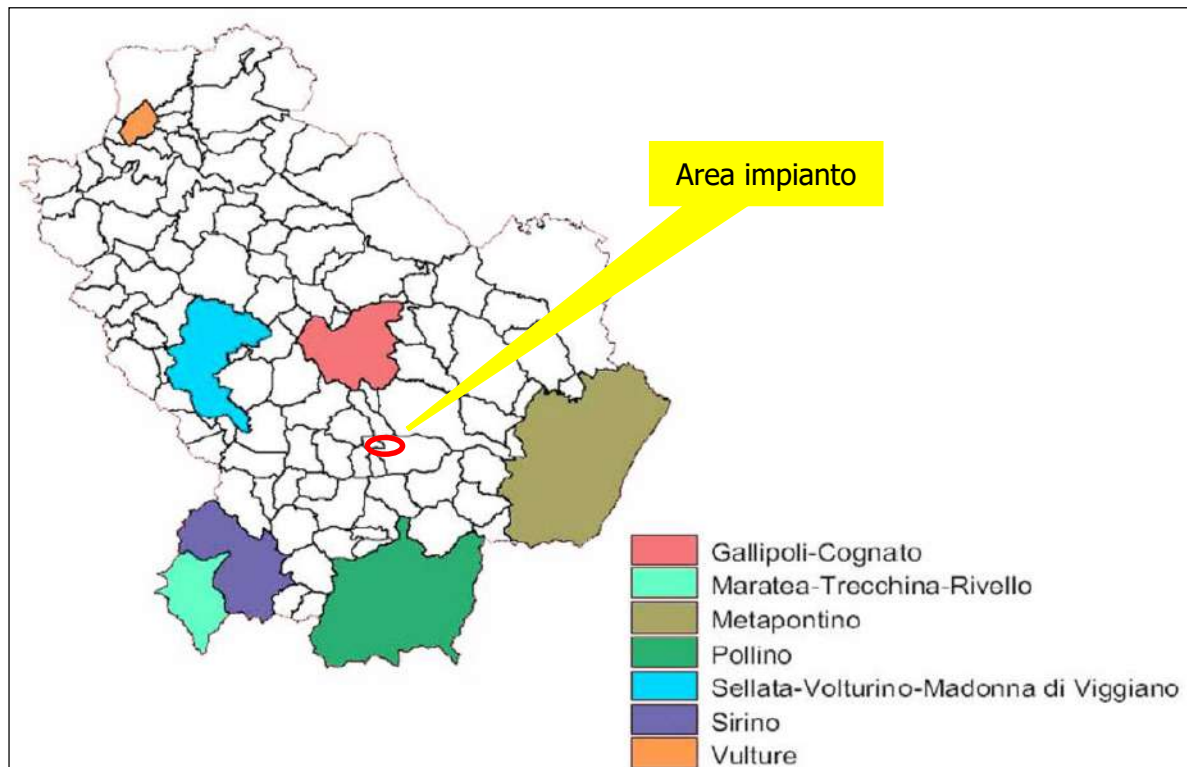 Area impianto
Gallipoli-Cognato
Maratea-Trecchina-Rivello
Metapontino
Pollino
Sellata-Volturino-Madonna di Viggiano
Sirino
Vulture